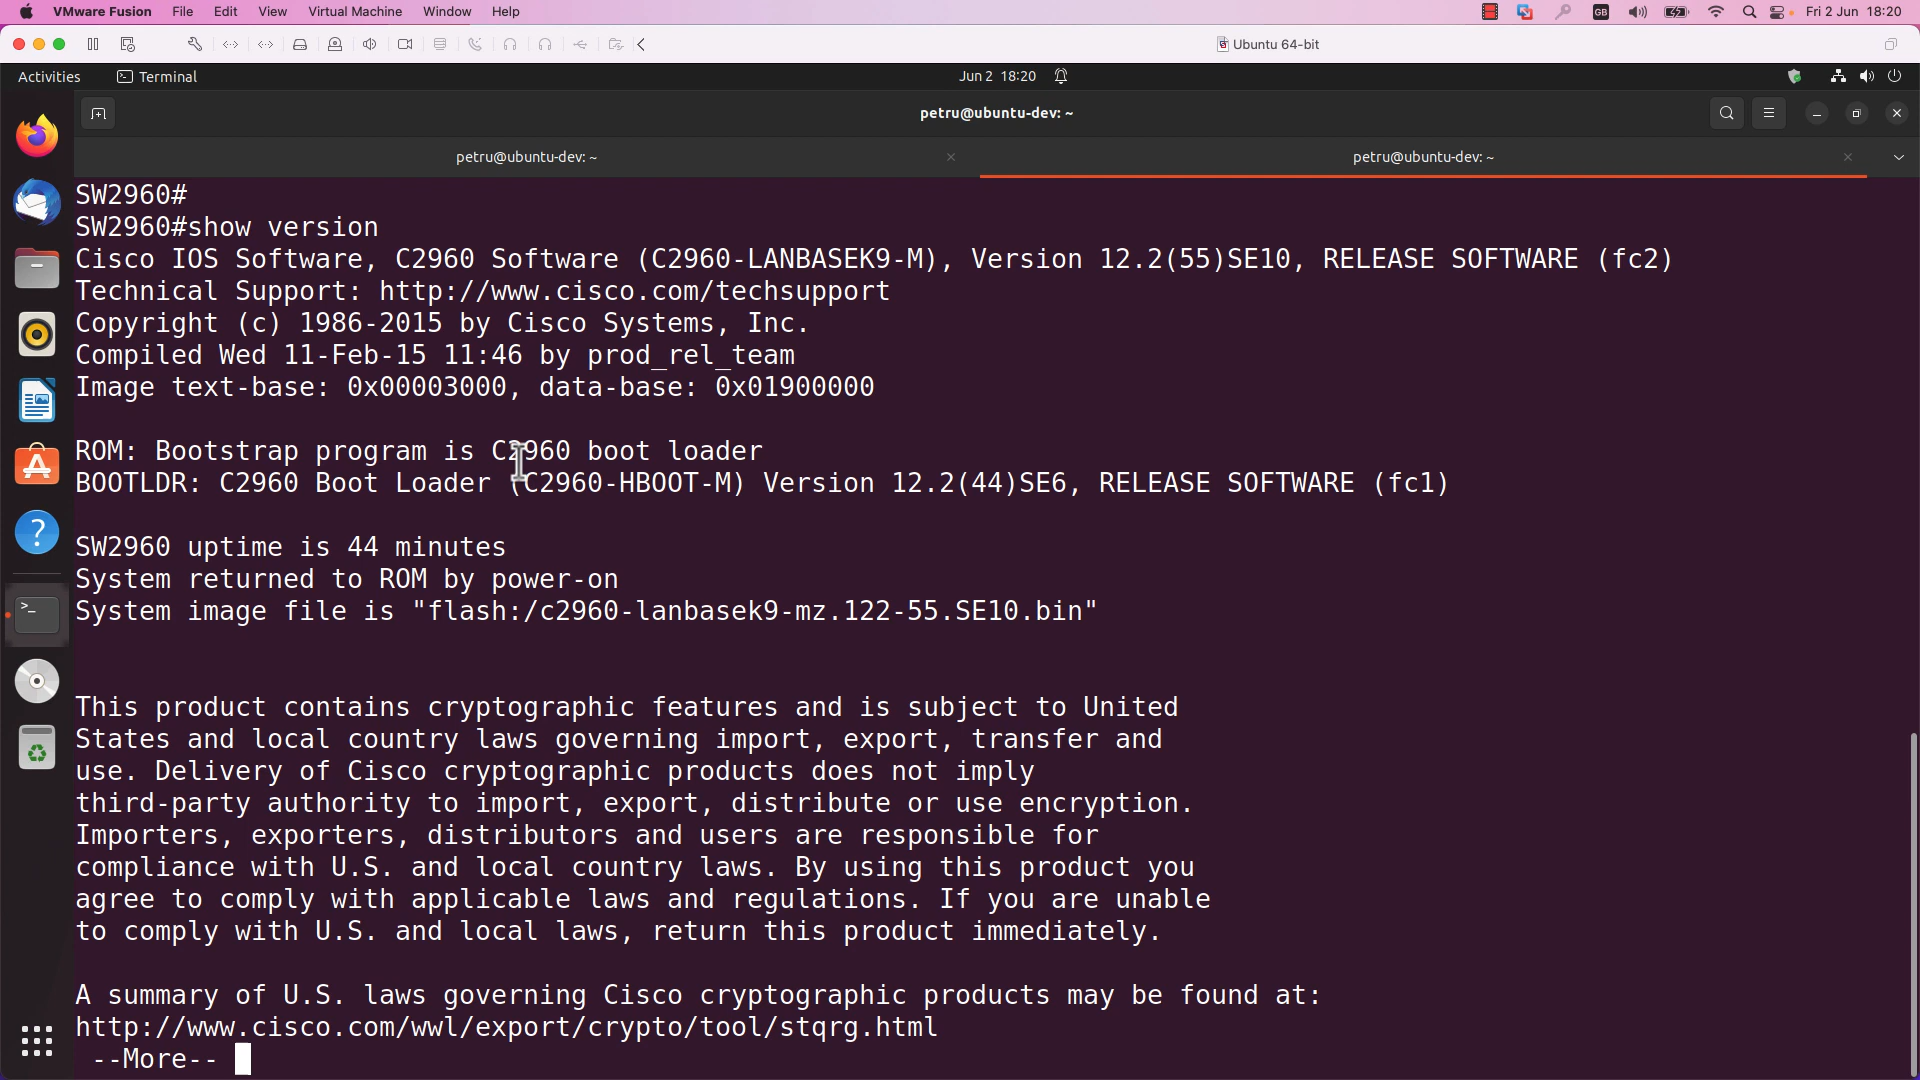 VMware Fusion File Edit View Virtual Machine Window Help GB Fri 2 Jun 18:20
Ubuntu 64-bit
Activities Terminal Jun 2 18:20
petru@ubuntu-dev: ~
petru@ubuntu-dev: ~ petru@ubuntu-dev: ~
SW2960#
SW2960#show version
Cisco IOS Software, C2960 Software (C2960-LANBASEK9-M), Version 12.2(55)SE10, RELEASE SOFTWARE (fc2)
Technical Support: http://www.cisco.com/techsupport
Copyright (c) 1986-2015 by Cisco Systems, Inc.
Compiled Wed 11-Feb-15 11:46 by prod_rel_team
Image text-base: 0x00003000, data-base: 0x01900000
ROM: Bootstrap program is C2960 boot loader
BOOTLDR: C2960 Boot Loader (C2960-HBOOT-M) Version 12.2(44)SE6, RELEASE SOFTWARE (fc1)
SW2960 uptime is 44 minutes
System returned to ROM by power-on
System image file is "flash:/c2960-lanbasek9-mz.122-55.SE10.bin"
This product contains cryptographic features and is subject to United
States and local country laws governing import, export, transfer and
use. Delivery of Cisco cryptographic products does not imply
third-party authority to import, export, distribute or use encryption.
Importers, exporters, distributors and users are responsible for
compliance with U.S. and local country laws. By using this product you
agree to comply with applicable laws and regulations. If you are unable
to comply with U.S. and local laws, return this product immediately.
A summary of U.S. laws governing Cisco cryptographic products may be found at:
http://www.cisco.com/wwl/export/crypto/tool/stqrg.html
--More--